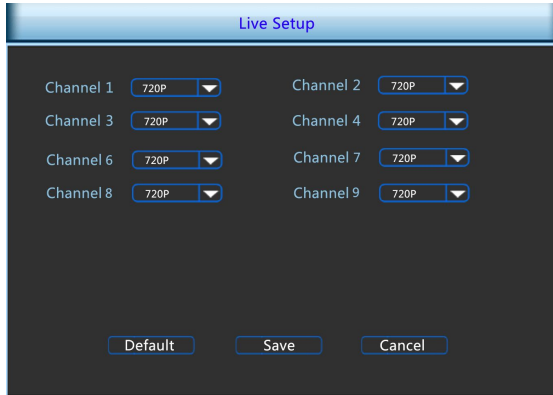 Live Setup
Channel 1 720P Channel 2 720P
Channel 3 720P Channel 4 720P
Channel 6 720P Channel 7 720P
Channel 8 720P Channel 9 720P
Default Save Cancel